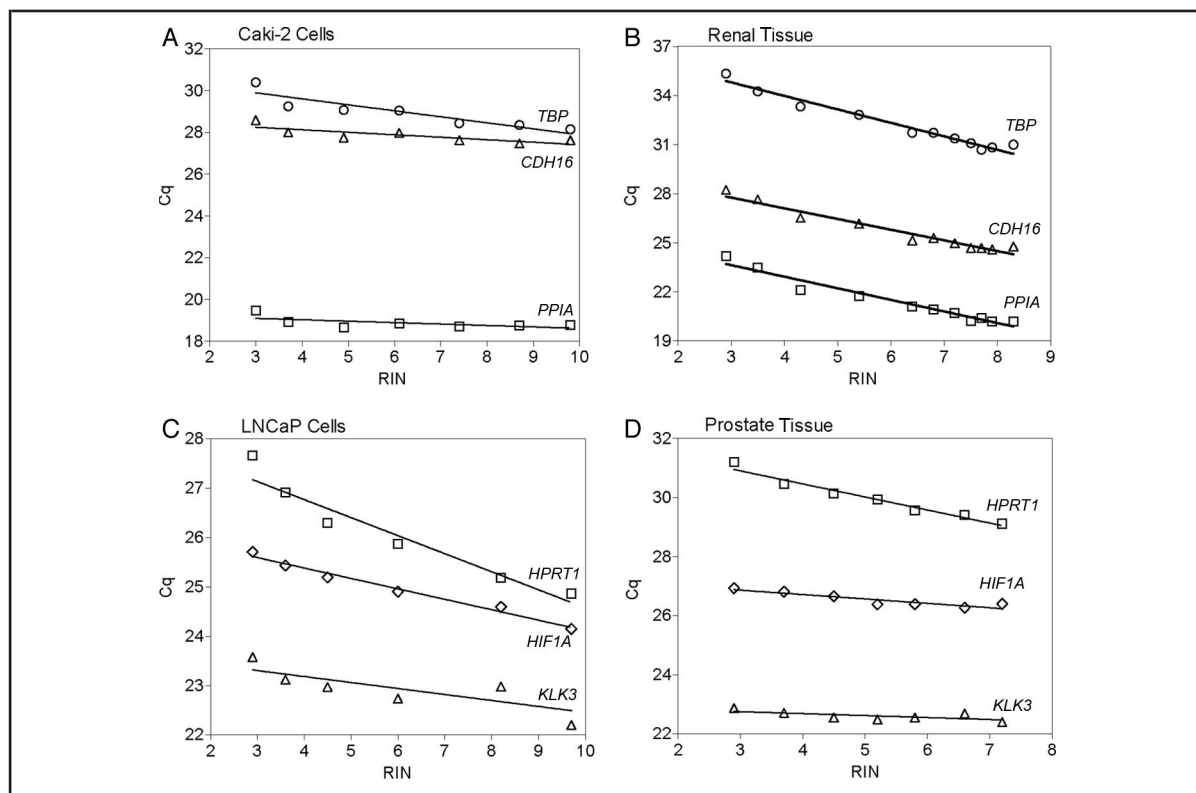 A Caki-2 Cells
32
30
28
26
24
22
20
18
Cq
TBP
CDH16
PPIA
2 3 4 5 6 7 8 9 10
RIN
B Renal Tissue
37
34
31
28
25
22
19
Cq
TBP
CDH16
PPIA
2 3 4 5 6 7 8 9
RIN
C LNCaP Cells
28
27
26
25
24
23
22
Cq
HPRT1
HIF1A
KLK3
2 3 4 5 6 7 8 9 10
RIN
D Prostate Tissue
32
30
28
26
24
22
Cq
HPRT1
HIF1A
KLK3
2 3 4 5 6 7 8
RIN